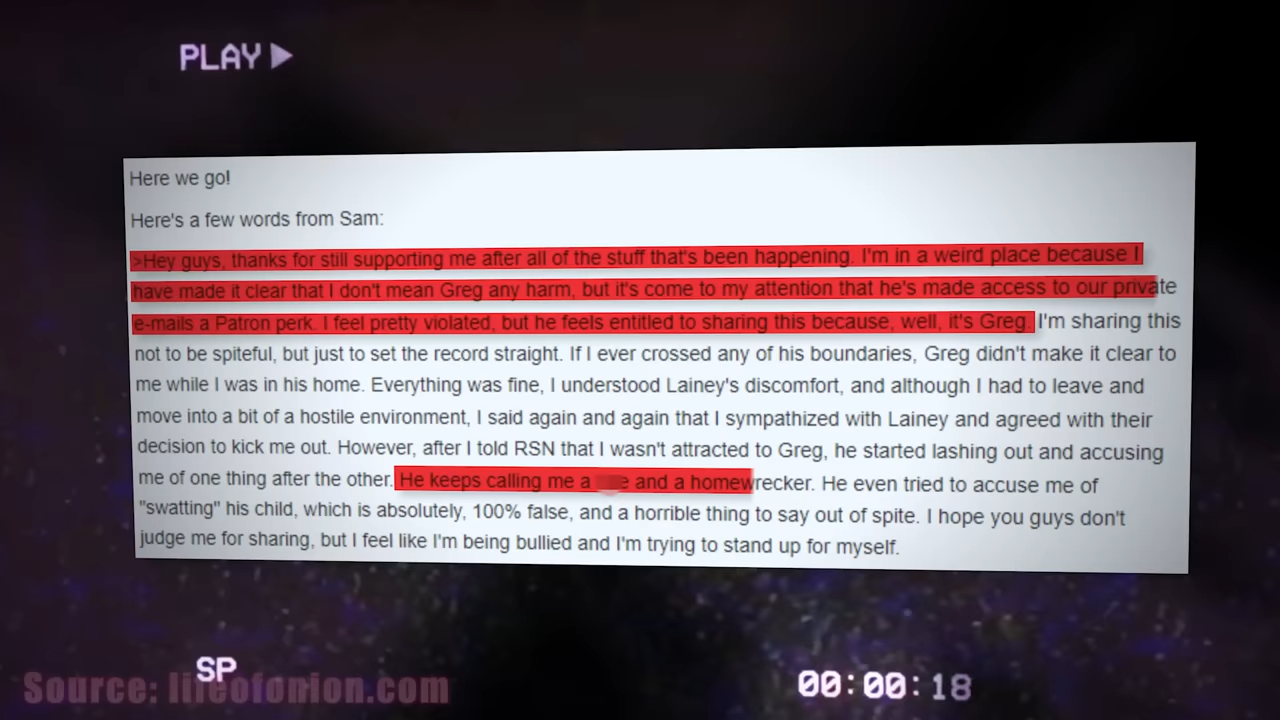 PLAY
Here we go!
Here's a few words from Sam:
>Hey guys, thanks for still supporting me after all of the stuff that's been happening. I'm in a weird place because I
have made it clear that I don't mean Greg any harm, but it's come to my attention that he's made access to our private
e-mails a Patron perk. I feel pretty violated, but he feels entitled to sharing this because, well, it's Greg. I'm sharing this
not to be spiteful, but just to set the record straight. If I ever crossed any of his boundaries, Greg didn't make it clear to
me while I was in his home. Everything was fine, I understood Lainey's discomfort, and although I had to leave and
move into a bit of a hostile environment, I said again and again that I sympathized with Lainey and agreed with their
decision to kick me out. However, after I told RSN that I wasn't attracted to Greg, he started lashing out and accusing
me of one thing after the other. He keeps calling me a and a homewrecker. He even tried to accuse me of
"swatting" his child, which is absolutely, 100% false, and a horrible thing to say out of spite. I hope you guys don't
judge me for sharing, but I feel like I'm being bullied and I'm trying to stand up for myself.
SP
Source: lifeofonion.com
00:00:18